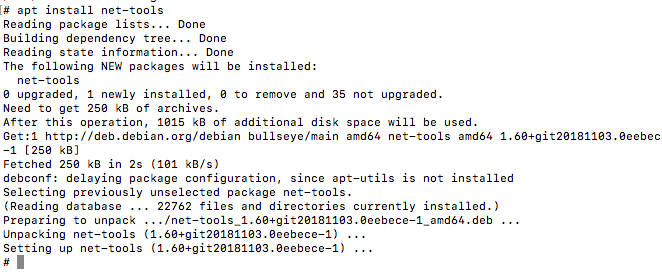 # apt install net-tools
Reading package lists... Done
Building dependency tree... Done
Reading state information... Done
The following NEW packages will be installed:
  net-tools
0 upgraded, 1 newly installed, 0 to remove and 35 not upgraded.
Need to get 250 kB of archives.
After this operation, 1015 kB of additional disk space will be used.
Get:1 http://deb.debian.org/debian bullseye/main amd64 net-tools amd64 1.60+git20181103.0eebec
-1 [250 kB]
Fetched 250 kB in 2s (101 kB/s)
debconf: delaying package configuration, since apt-utils is not installed
Selecting previously unselected package net-tools.
(Reading database ... 22762 files and directories currently installed.)
Preparing to unpack .../net-tools_1.60+git20181103.0eebece-1_amd64.deb ...
Unpacking net-tools (1.60+git20181103.0eebece-1) ...
Setting up net-tools (1.60+git20181103.0eebece-1) ...
#